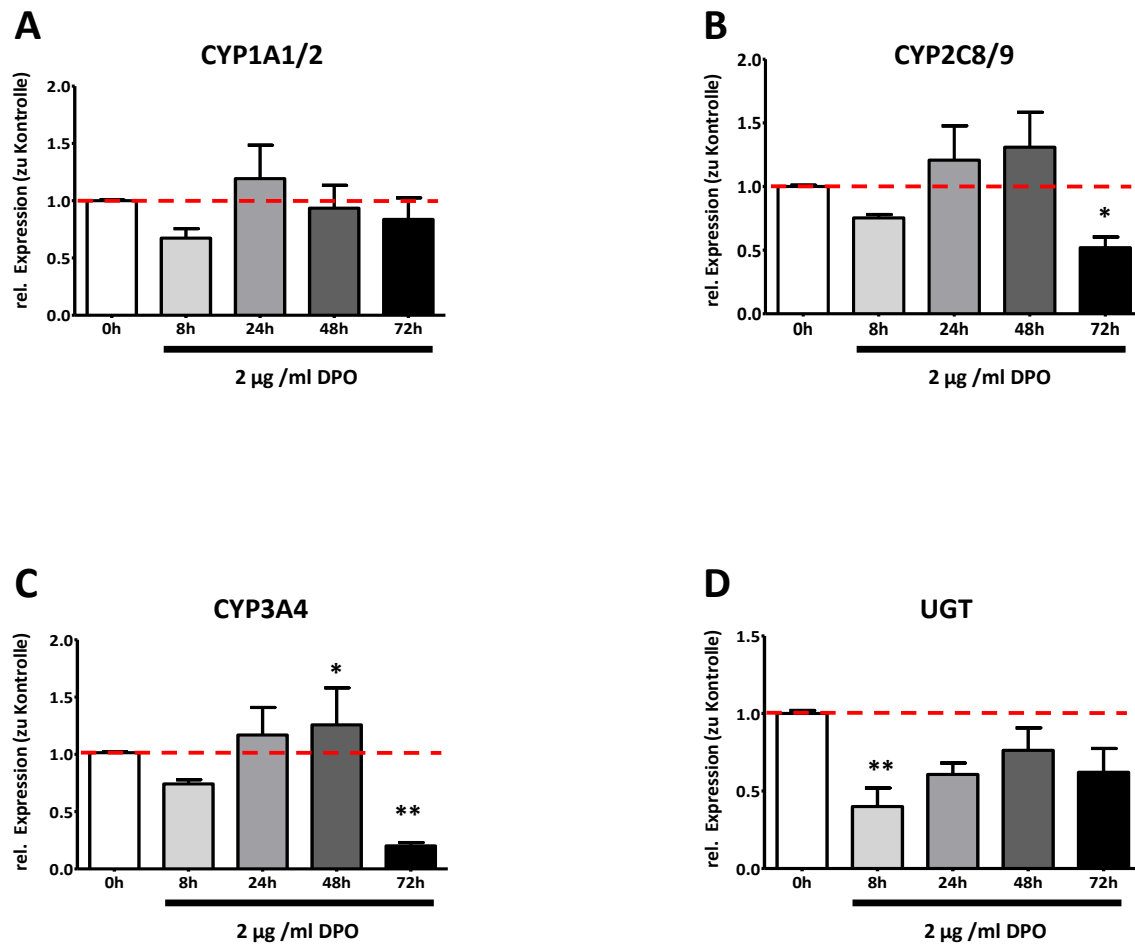 A
CYP1A1/2
rel. Expression (zu Kontrolle)
2.0
1.5
1.0
0.5
0.0
0h 8h 24h 48h 72h
2 µg /ml DPO
B
CYP2C8/9
rel. Expression (zu Kontrolle)
2.0
1.5
1.0
0.5
0.0
*
0h 8h 24h 48h 72h
2 µg /ml DPO
C
CYP3A4
rel. Expression (zu Kontrolle)
2.0
1.5
1.0
0.5
0.0
*
**
0h 8h 24h 48h 72h
2 µg /ml DPO
D
UGT
rel. Expression (zu Kontrolle)
1.5
1.0
0.5
0.0
**
0h 8h 24h 48h 72h
2 µg /ml DPO